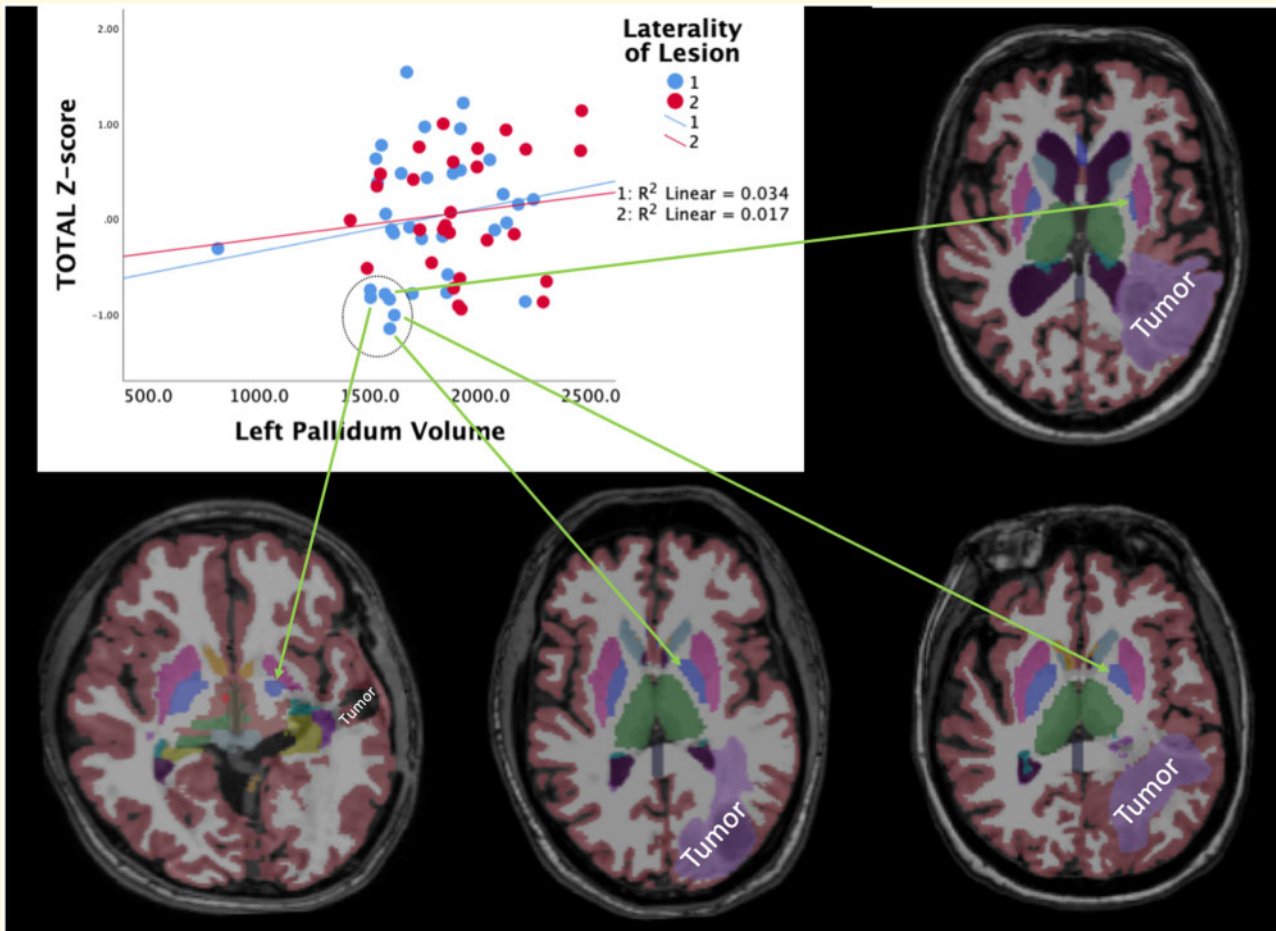 Laterality
of Lesion
1
2
1
2
TOTAL Z-score
2.00
1.00
.00
-1.00
1: R² Linear = 0.034
2: R² Linear = 0.017
500.0 1000.0 1500.0 2000.0 2500.0
Left Pallidum Volume
Tumor
Tumor
Tumor
Tumor